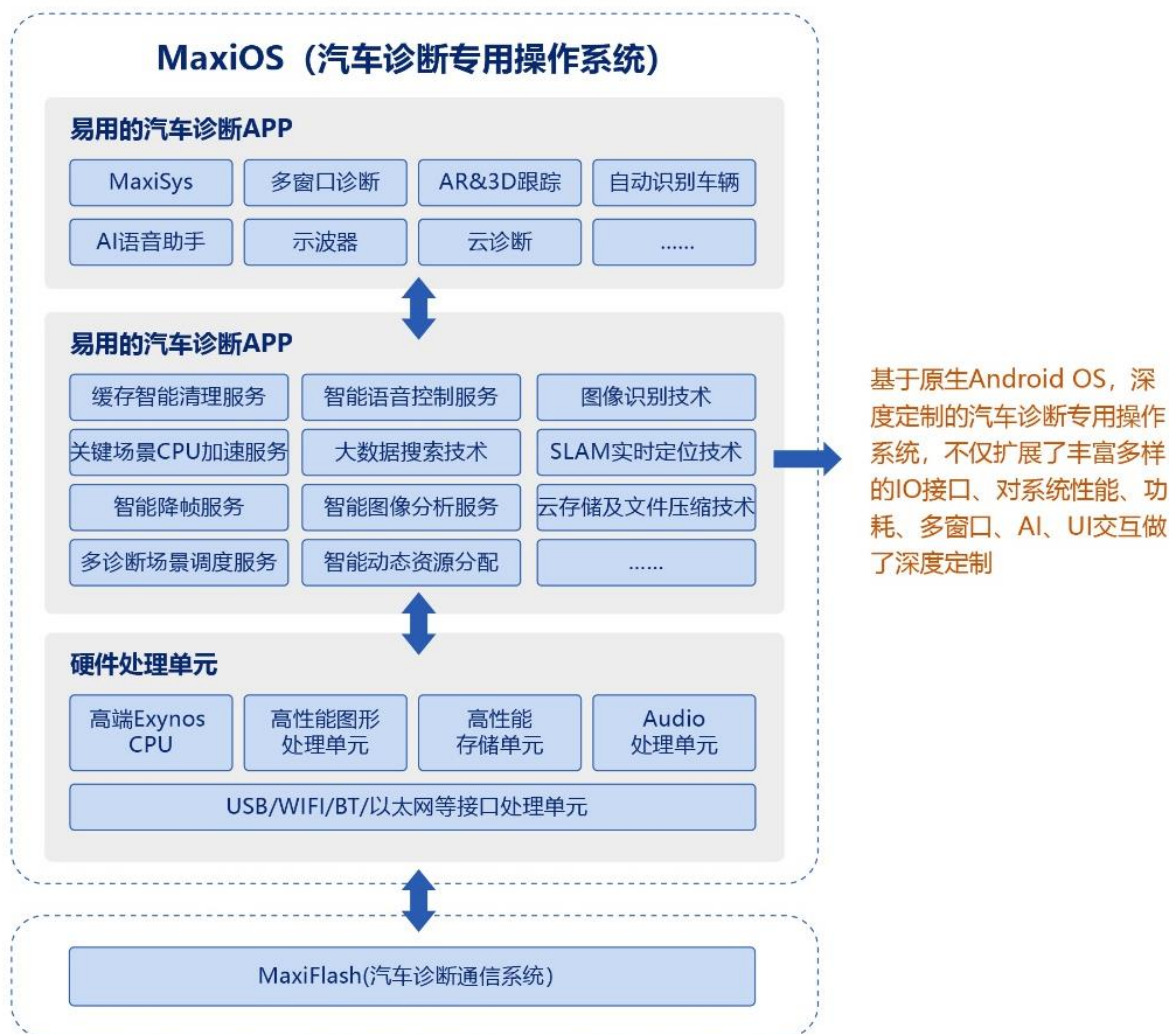 MaxiOS（汽车诊断专用操作系统）
易用的汽车诊断APP
MaxiSys
多窗口诊断
AR&3D跟踪
自动识别车辆
AI语音助手
示波器
云诊断
......
易用的汽车诊断APP
缓存智能清理服务
智能语音控制服务
图像识别技术
关键场景CPU加速服务
大数据搜索技术
SLAM实时定位技术
智能降帧服务
智能图像分析服务
云存储及文件压缩技术
多诊断场景调度服务
智能动态资源分配
......
基于原生Android OS，深
度定制的汽车诊断专用操作
系统，不仅扩展了丰富多样
的IO接口、对系统性能、功
耗、多窗口、AI、UI交互做
了深度定制
硬件处理单元
高端Exynos
CPU
高性能图形
处理单元
高性能
存储单元
Audio
处理单元
USB/WIFI/BT/以太网等接口处理单元
MaxiFlash(汽车诊断通信系统)